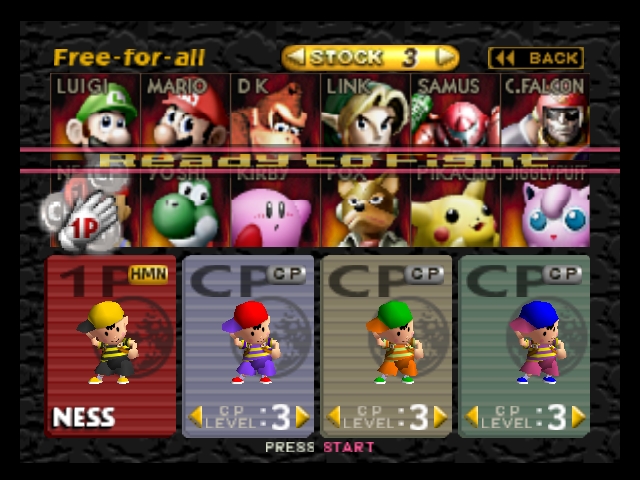 Free-for-all
STOCK 3
BACK
LUIGI MARIO DK LINK SAMUS C.FALCON
Ready to Fight
NESS YOSHI KIRBY FOX PIKACHU JIGGLYPUFF
1P
1P HMN CP CP CP CP CP CP
NESS
CP LEVEL:3 CP LEVEL:3 CP LEVEL:3
PRESS START